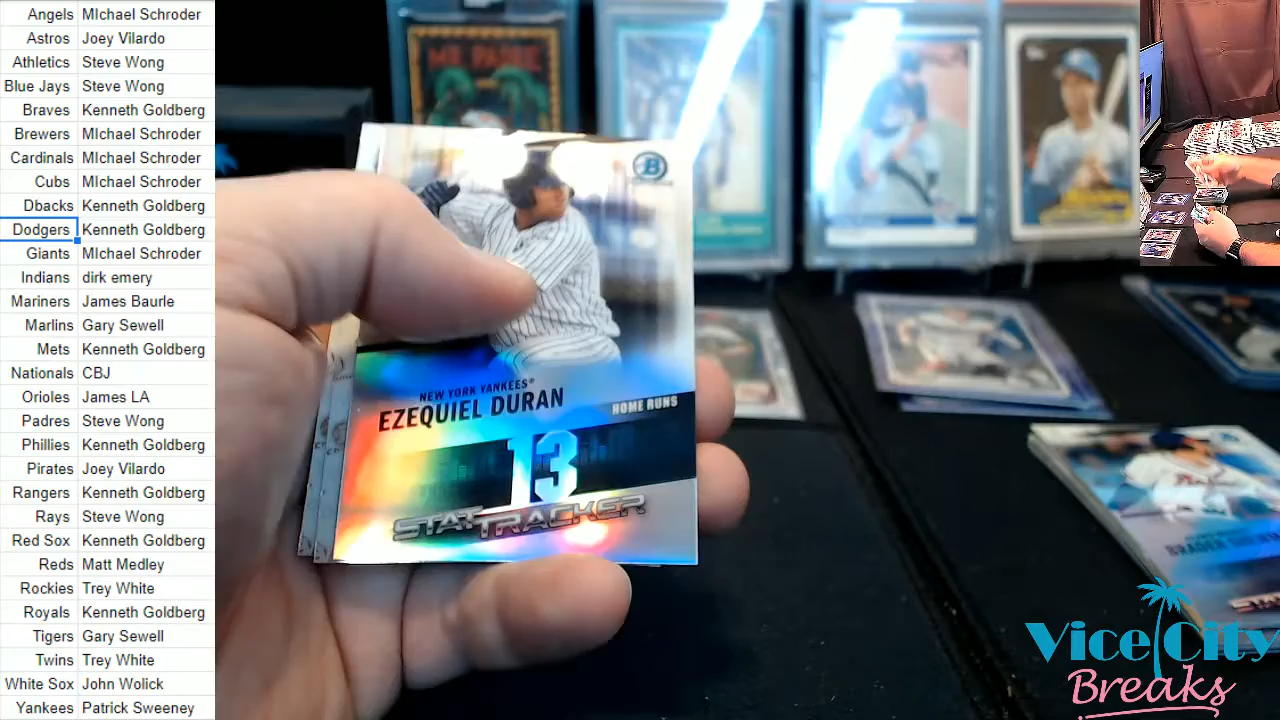 Angels MIchael Schroder
Astros Joey Vilardo
Athletics Steve Wong
Blue Jays Steve Wong
Braves Kenneth Goldberg
Brewers MIchael Schroder
Cardinals MIchael Schroder
Cubs MIchael Schroder
Dbacks Kenneth Goldberg
Dodgers Kenneth Goldberg
Giants MIchael Schroder
Indians dirk emery
Mariners James Baurle
Marlins Gary Sewell
Mets Kenneth Goldberg
Nationals CBJ
Orioles James LA
Padres Steve Wong
Phillies Kenneth Goldberg
Pirates Joey Vilardo
Rangers Kenneth Goldberg
Rays Steve Wong
Red Sox Kenneth Goldberg
Reds Matt Medley
Rockies Trey White
Royals Kenneth Goldberg
Tigers Gary Sewell
Twins Trey White
White Sox John Wolick
Yankees Patrick Sweeney
B
NEW YORK YANKEES®
EZEQUIEL DURAN
HOME RUNS
13
STAT TRACKER
Vice City
Breaks